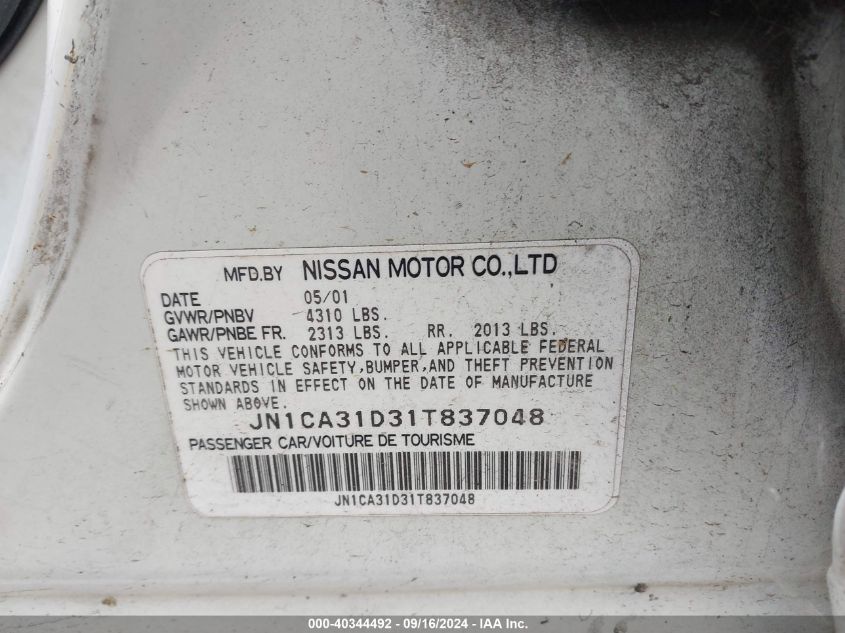 MFD.BY NISSAN MOTOR CO.,LTD
DATE 05/01
GVWR/PNBV 4310 LBS.
GAWR/PNBE FR. 2313 LBS. RR. 2013 LBS.
THIS VEHICLE CONFORMS TO ALL APPLICABLE FEDERAL
MOTOR VEHICLE SAFETY,BUMPER,AND THEFT PREVENTION
STANDARDS IN EFFECT ON THE DATE OF MANUFACTURE
SHOWN ABOVE.
JN1CA31D31T837048
PASSENGER CAR/VOITURE DE TOURISME
JN1CA31D31T837048
000-40344492 - 09/16/2024 - IAA Inc.